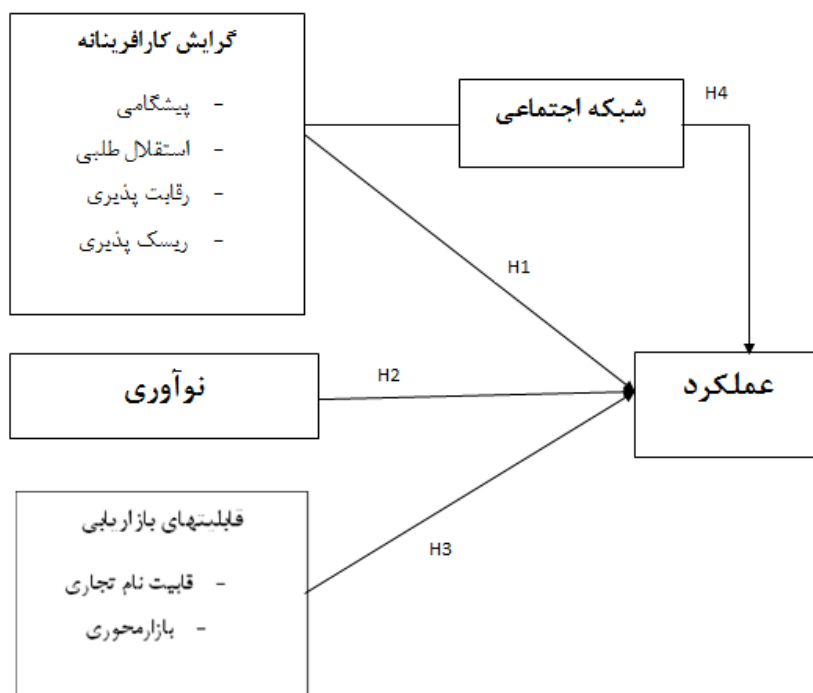 گرایش کارافرینانه
- پیشگامی
- استقلال طلبی
- رقابت پذیری
- ریسک پذیری
شبکه اجتماعی
H4
H1
نوآوری
H2
عملکرد
قابلیتهای بازاریابی
- قابیت نام تجاری
- بازارمحوری
H3